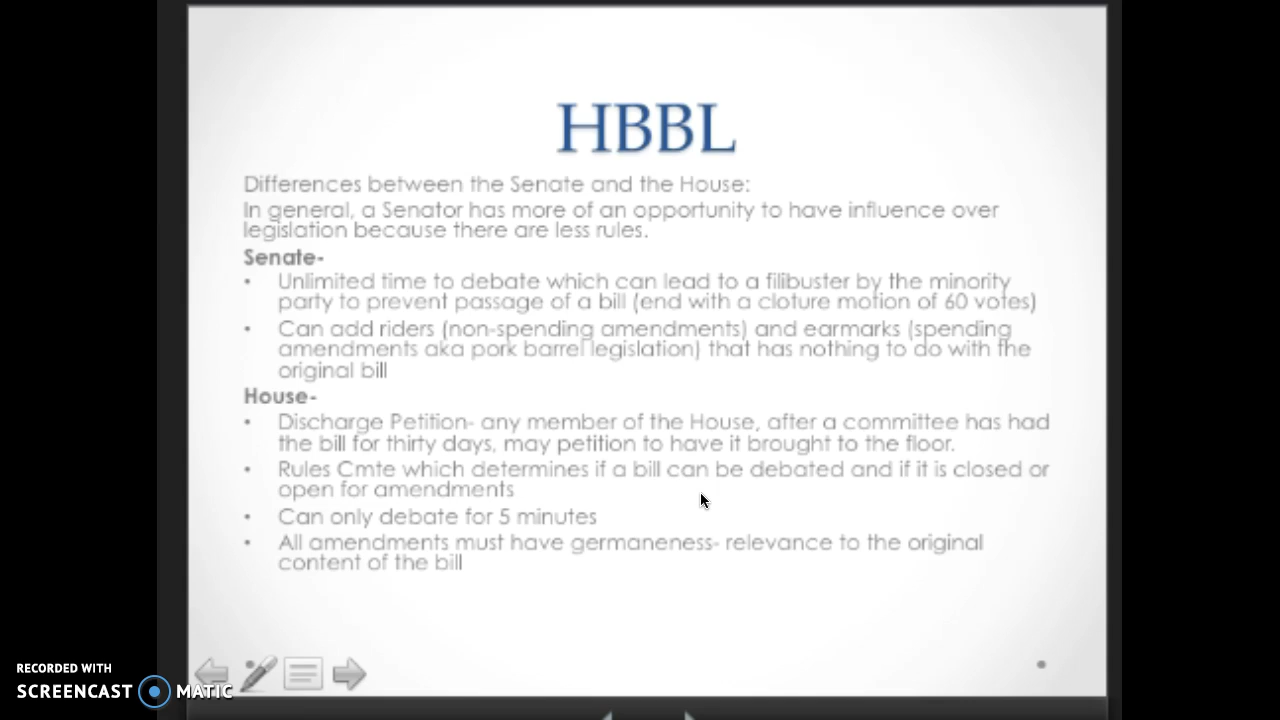 HBBL
Differences between the Senate and the House:
In general, a Senator has more of an opportunity to have influence over
legislation because there are less rules.
Senate-
• Unlimited time to debate which can lead to a filibuster by the minority
party to prevent passage of a bill (end with a cloture motion of 60 votes)
• Can add riders (non-spending amendments) and earmarks (spending
amendments aka pork barrel legislation) that has nothing to do with the
original bill
House-
• Discharge Petition- any member of the House, after a committee has had
the bill for thirty days, may petition to have it brought to the floor.
• Rules Cmte which determines if a bill can be debated and if it is closed or
open for amendments
• Can only debate for 5 minutes
• All amendments must have germaneness- relevance to the original
content of the bill
RECORDED WITH
SCREENCAST MATIC